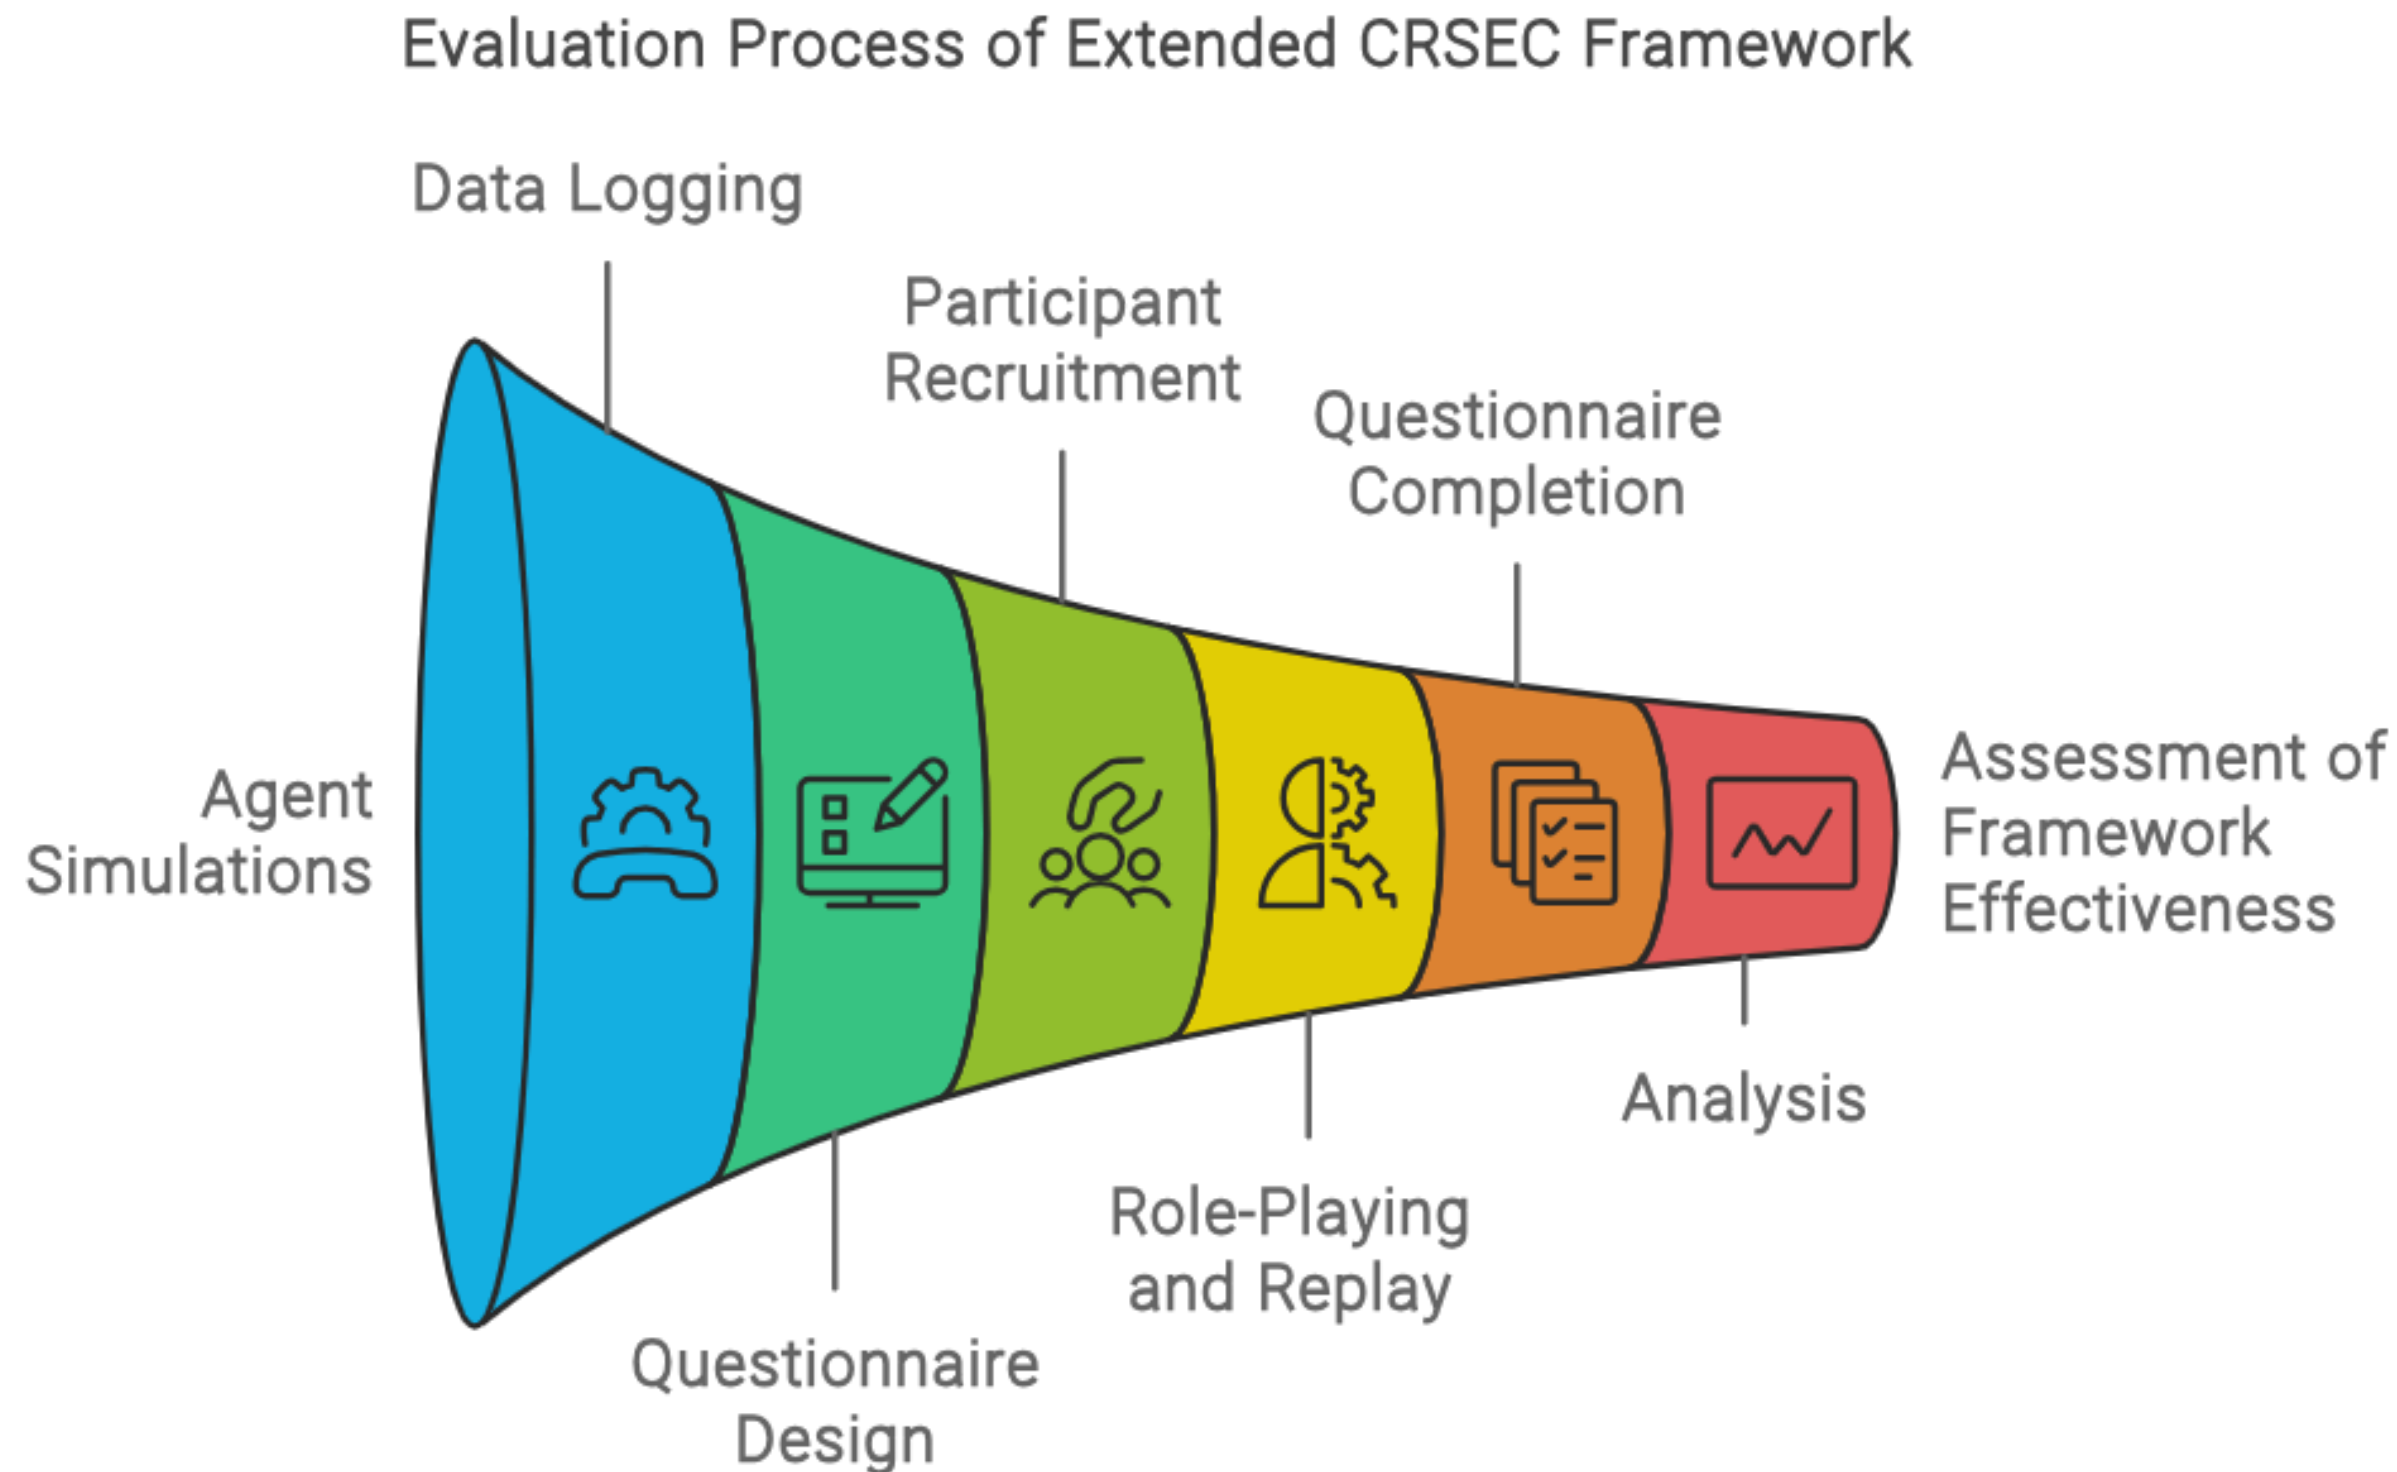 Evaluation Process of Extended CRSEC Framework
Data Logging
Participant
Recruitment
Questionnaire
Completion
Agent
Simulations
Assessment of
Framework
Effectiveness
Analysis
Role-Playing
and Replay
Questionnaire
Design